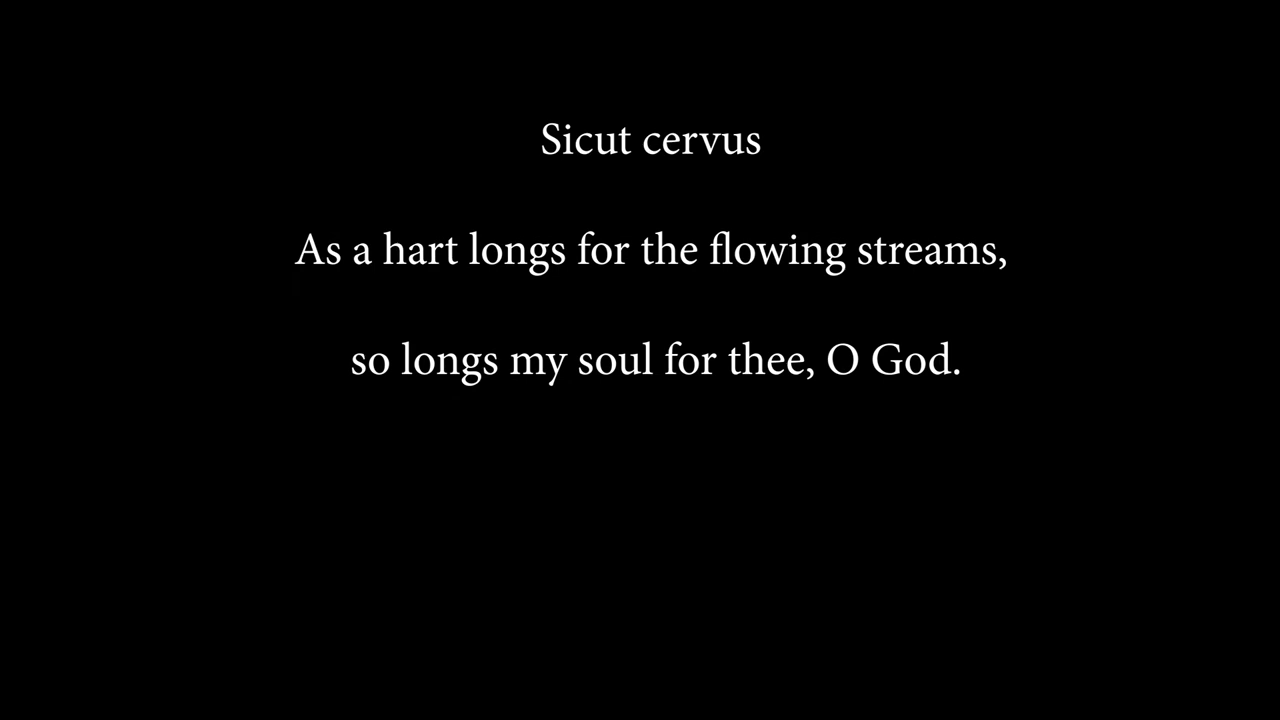 Sicut cervus
As a hart longs for the flowing streams,
so longs my soul for thee, O God.